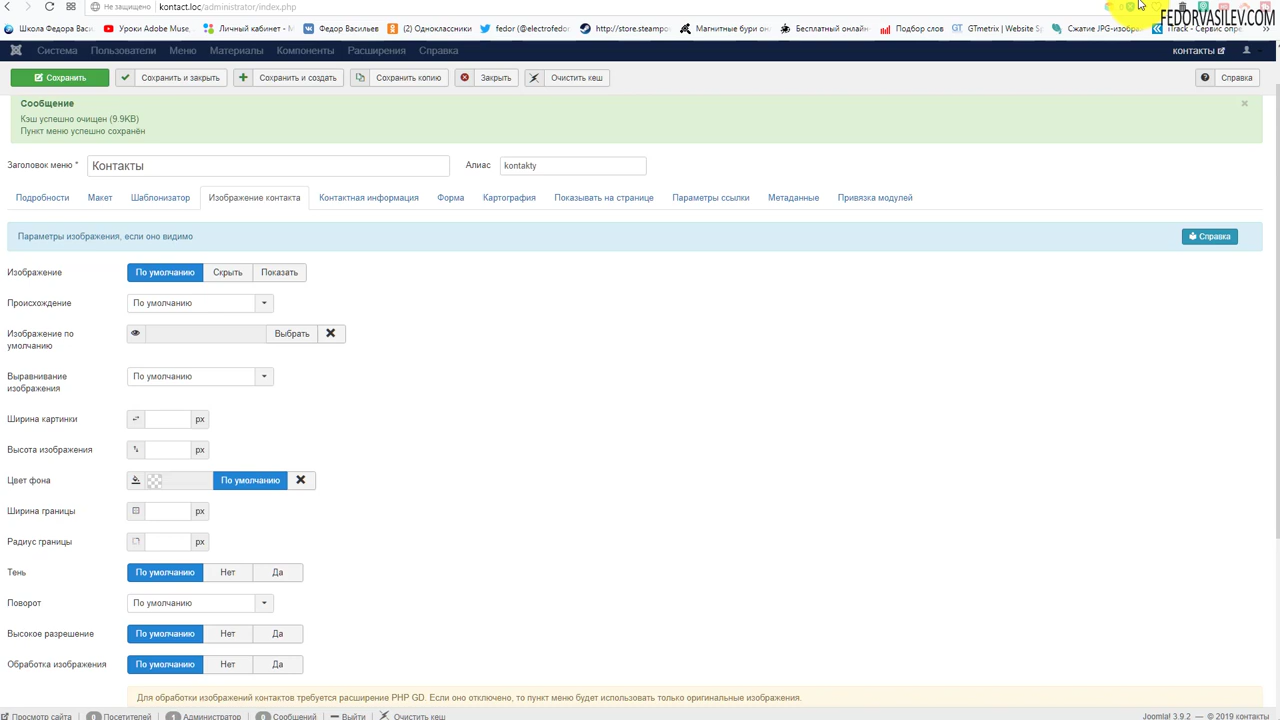 Не защищено kontact.loc/administrator/index.php
FEDORVASILEV.COM
Школа Федора Васи. Уроки Adobe Muse, Личный кабинет - Федор Васильев fedor (@electrofedor) http://store.steampo Магнитные бури он Бесплатный онлайн Подбор слов GTmetrix | Website Sp Сжатие JPG-изобра iTrack - Сервис опре
Система Пользователи Меню Материалы Компоненты Расширения Справка контакты
Сохранить Сохранить и закрыть Сохранить и создать Сохранить копию Закрыть Очистить кеш Справка
Сообщение
Кэш успешно очищен (9.9KB)
Пункт меню успешно сохранён
Заголовок меню * Контакты Алиас kontakty
Подробности Макет Шаблонизатор Изображение контакта Контактная информация Форма Картография Показывать на странице Параметры ссылки Метаданные Привязка модулей
Параметры изображения, если оно видимо Справка
Изображение По умолчанию Скрыть Показать
Происхождение По умолчанию
Изображение по
умолчанию Выбрать
Выравнивание
изображения По умолчанию
Ширина картинки px
Высота изображения px
Цвет фона По умолчанию
Ширина границы px
Радиус границы px
Тень По умолчанию Нет Да
Поворот По умолчанию
Высокое разрешение По умолчанию Нет Да
Обработка изображения По умолчанию Нет Да
Для обработки изображений контактов требуется расширение PHP GD. Если оно отключено, то пункт меню будет использовать только оригинальные изображения.
Просмотр сайта 0 Посетителей 1 Администратор 0 Сообщений Выйти Очистить кеш Joomla! 3.9.2 — © 2019 контакты